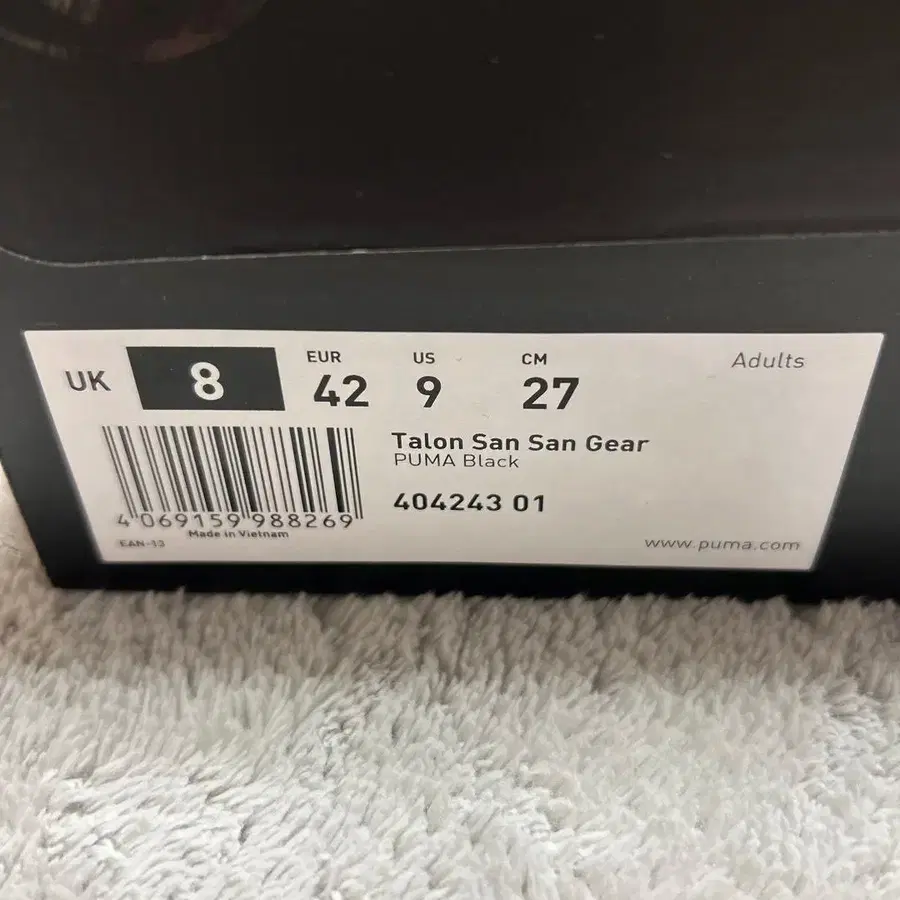 UK 8
EUR 42
US 9
CM 27
Adults
Talon San San Gear
PUMA Black
404243 01
4 069159 988269
Made in Vietnam
EAN-13
www.puma.com